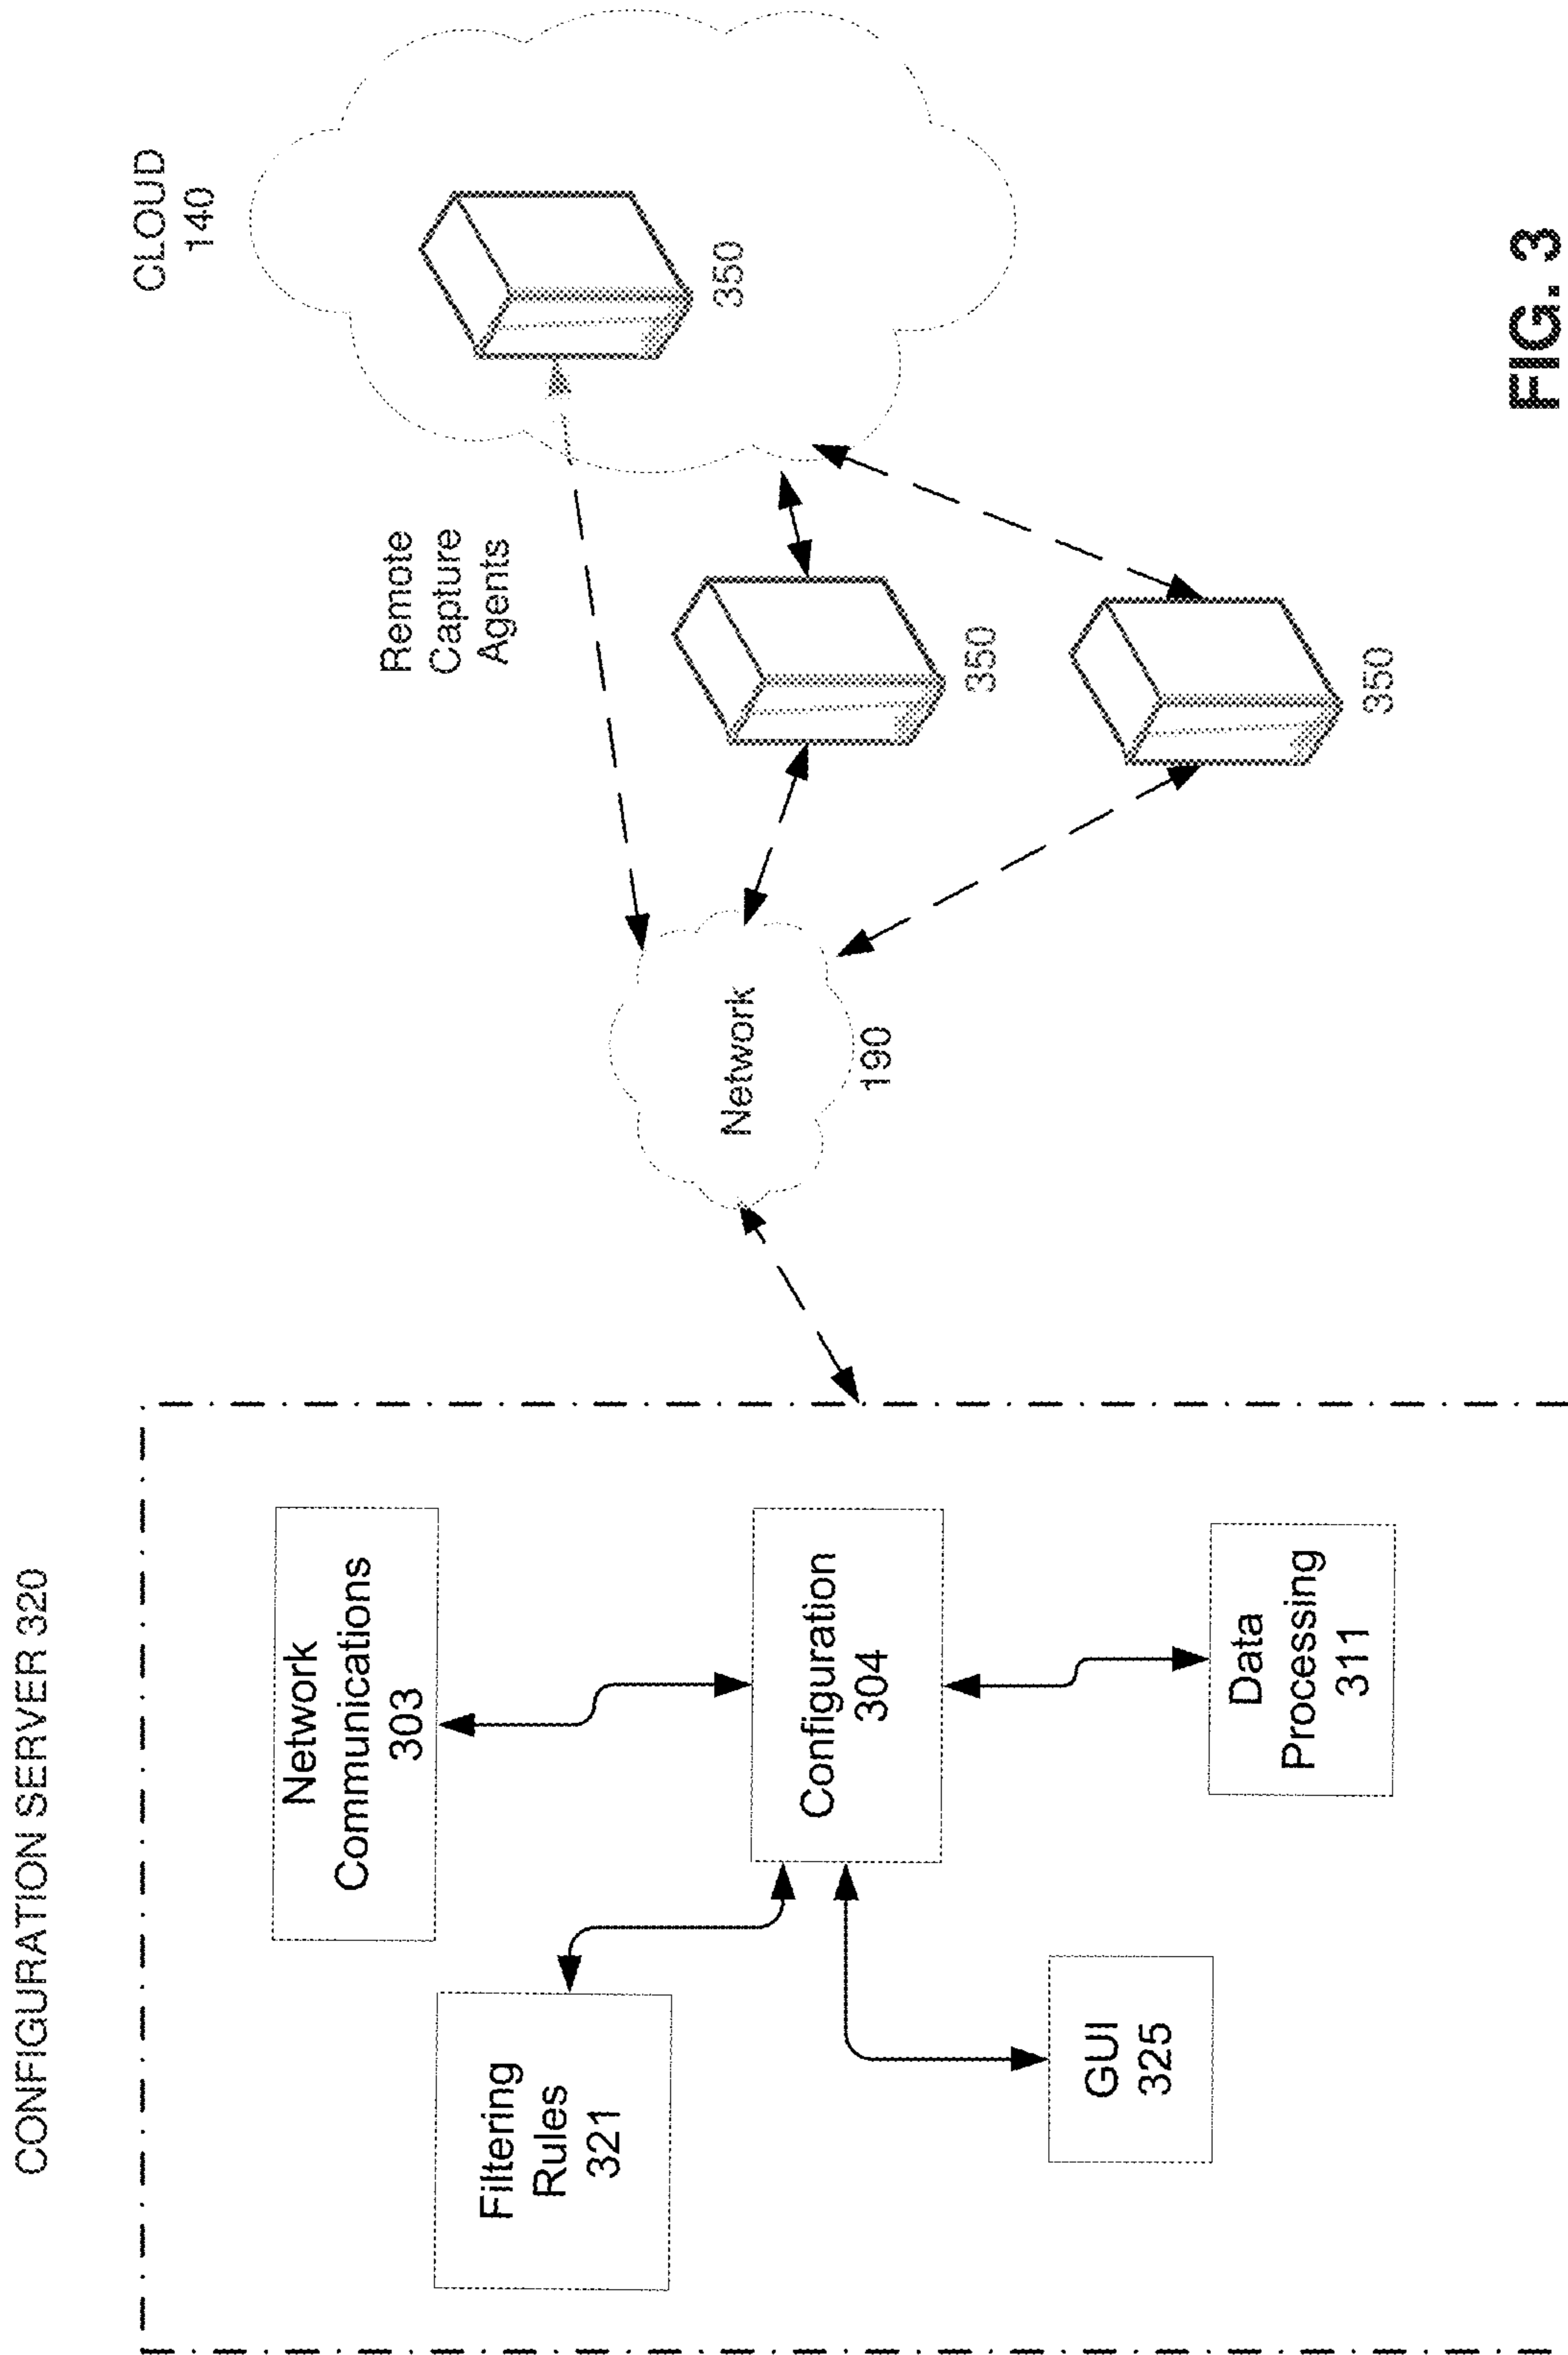 CONFIGURATION SERVER 320
Network
Communications
303
Filtering
Rules
321
Configuration
304
GUI
325
Data
Processing
311
Network
190
Remote
Capture
Agents
CLOUD
140
350
350
350
FIG. 3